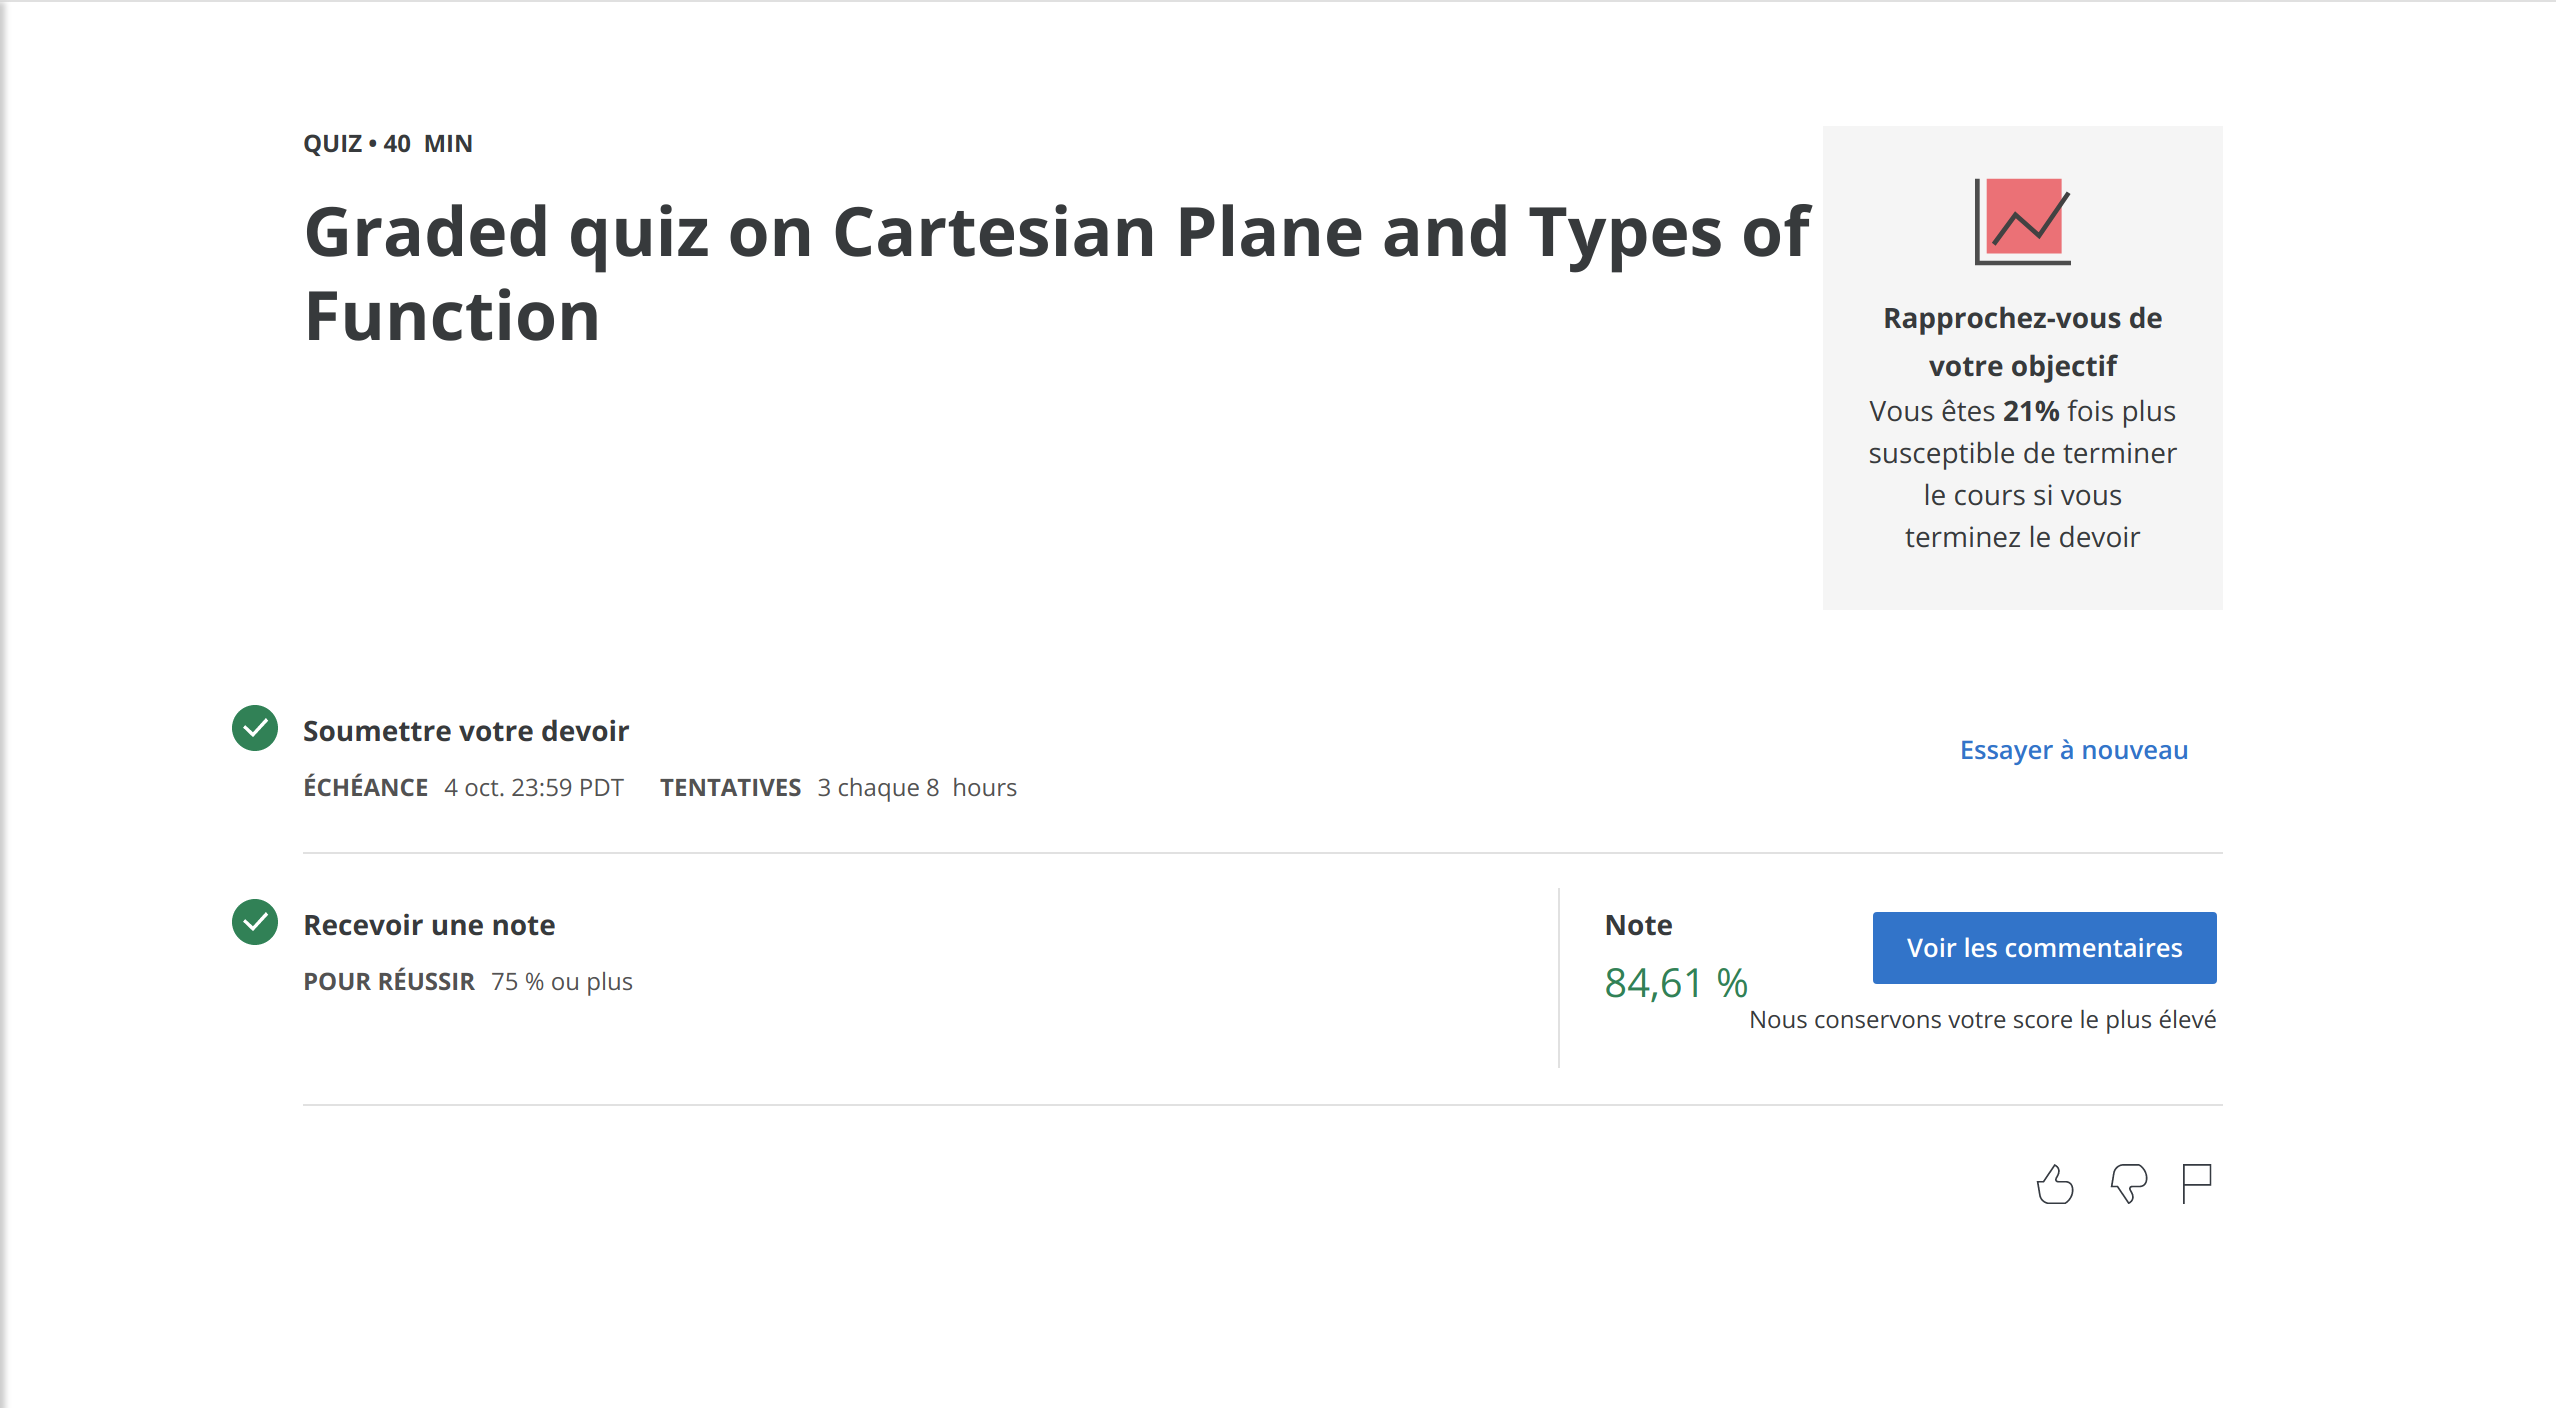 QUIZ • 40 MIN
Graded quiz on Cartesian Plane and Types of
Function
Rapprochez-vous de
votre objectif
Vous êtes 21% fois plus
susceptible de terminer
le cours si vous
terminez le devoir
Soumettre votre devoir
ÉCHÉANCE 4 oct. 23:59 PDT TENTATIVES 3 chaque 8 hours
Essayer à nouveau
Recevoir une note
POUR RÉUSSIR 75 % ou plus
Note
84,61 %
Voir les commentaires
Nous conservons votre score le plus élevé